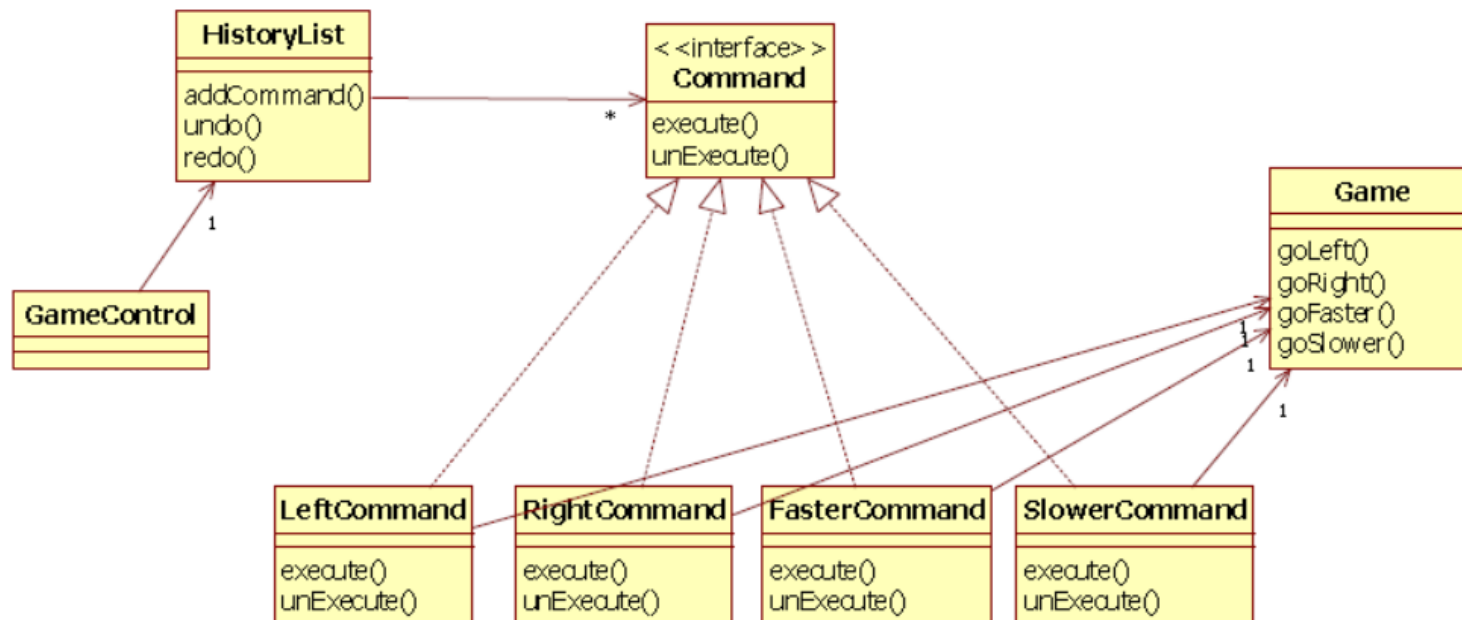 HistoryList
addCommand()
undo()
redo()
< <interface> >
Command
execute()
unExecute()
*
1
GameControl
Game
goLeft()
goRight()
goFaster()
goSlower()
1
1
1
1
LeftCommand
execute()
unExecute()
RightCommand
execute()
unExecute()
FasterCommand
execute()
unExecute()
SlowerCommand
execute()
unExecute()